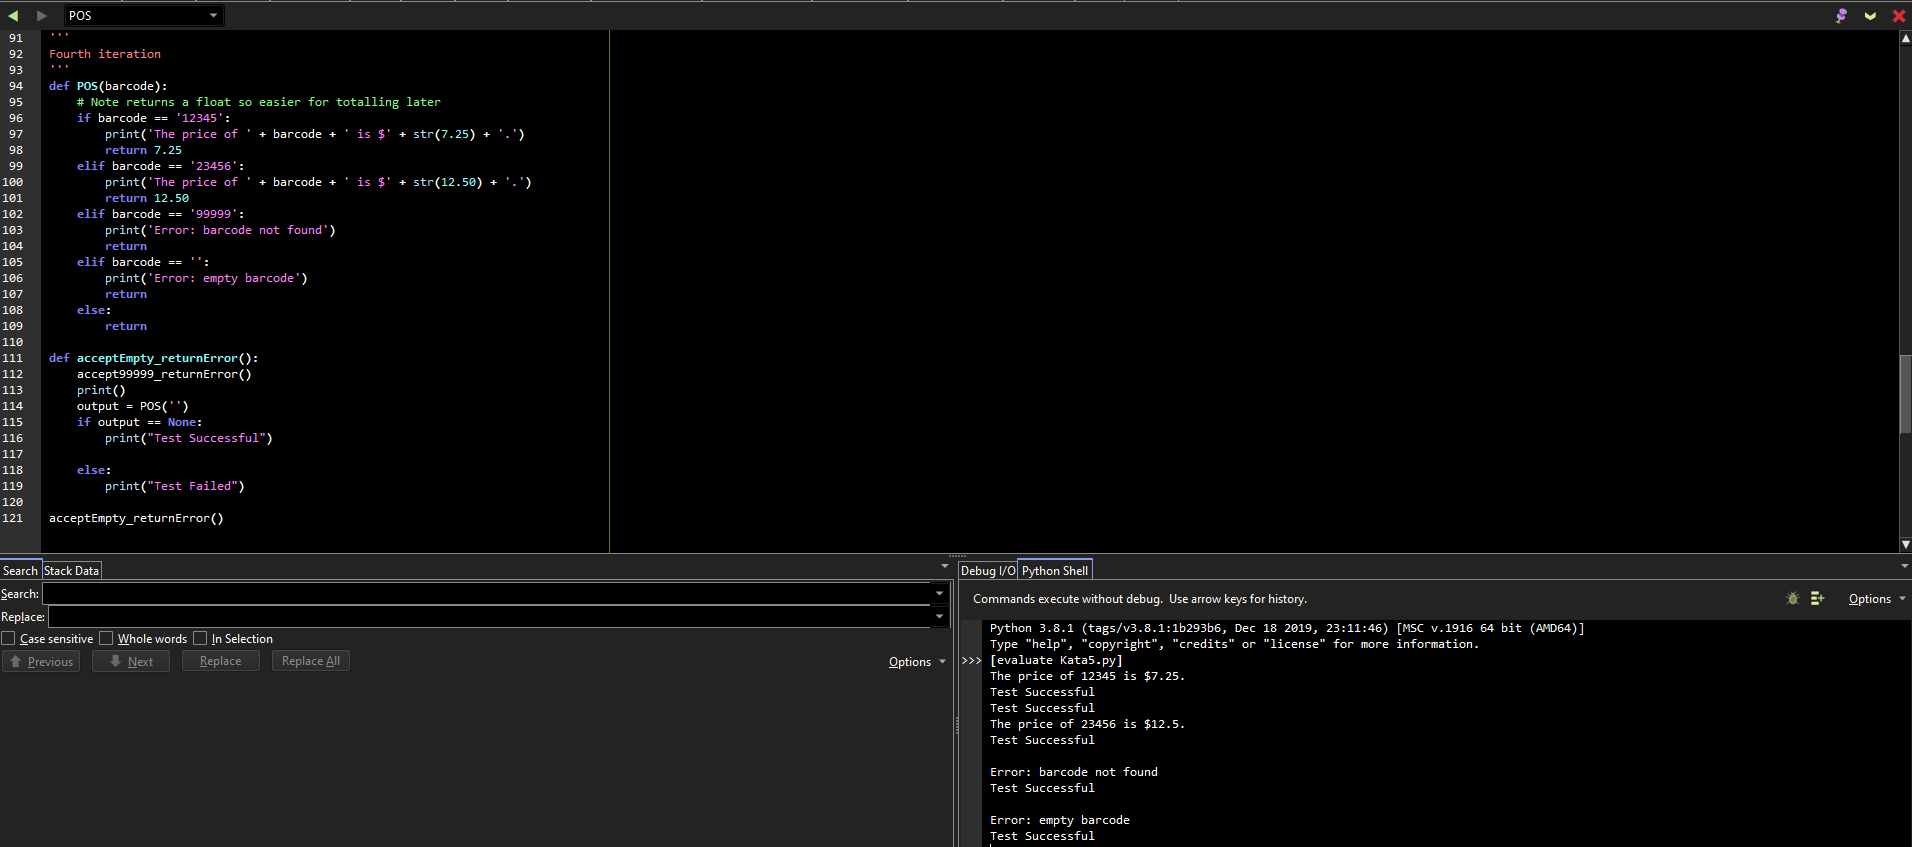 POS
91 '''
92 Fourth iteration
93 '''
94 def POS(barcode):
95     # Note returns a float so easier for totalling later
96     if barcode == '12345':
97         print('The price of ' + barcode + ' is $' + str(7.25) + '.')
98         return 7.25
99     elif barcode == '23456':
100         print('The price of ' + barcode + ' is $' + str(12.50) + '.')
101         return 12.50
102     elif barcode == '99999':
103         print('Error: barcode not found')
104         return
105     elif barcode == '':
106         print('Error: empty barcode')
107         return
108     else:
109         return
110
111 def acceptEmpty_returnError():
112     accept99999_returnError()
113     print()
114     output = POS('')
115     if output == None:
116         print("Test Successful")
117
118     else:
119         print("Test Failed")
120
121 acceptEmpty_returnError()
Search Stack Data
Search:
Replace:
Case sensitive Whole words In Selection
Previous Next Replace Replace All Options
Debug I/O Python Shell
Commands execute without debug. Use arrow keys for history. Options
Python 3.8.1 (tags/v3.8.1:1b293b6, Dec 18 2019, 23:11:46) [MSC v.1916 64 bit (AMD64)]
Type "help", "copyright", "credits" or "license" for more information.
>>> [evaluate Kata5.py]
The price of 12345 is $7.25.
Test Successful
Test Successful
The price of 23456 is $12.5.
Test Successful
Error: barcode not found
Test Successful
Error: empty barcode
Test Successful